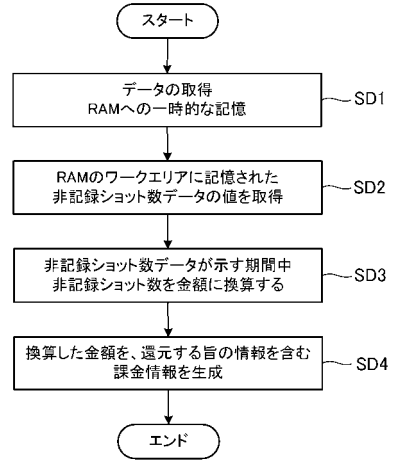 スタート
データの取得
RAMへの一時的な記憶
SD1
RAMのワークエリアに記憶された
非記録ショット数データの値を取得
SD2
非記録ショット数データが示す期間中
非記録ショット数を金額に換算する
SD3
換算した金額を、還元する旨の情報を含む
課金情報を生成
SD4
エンド